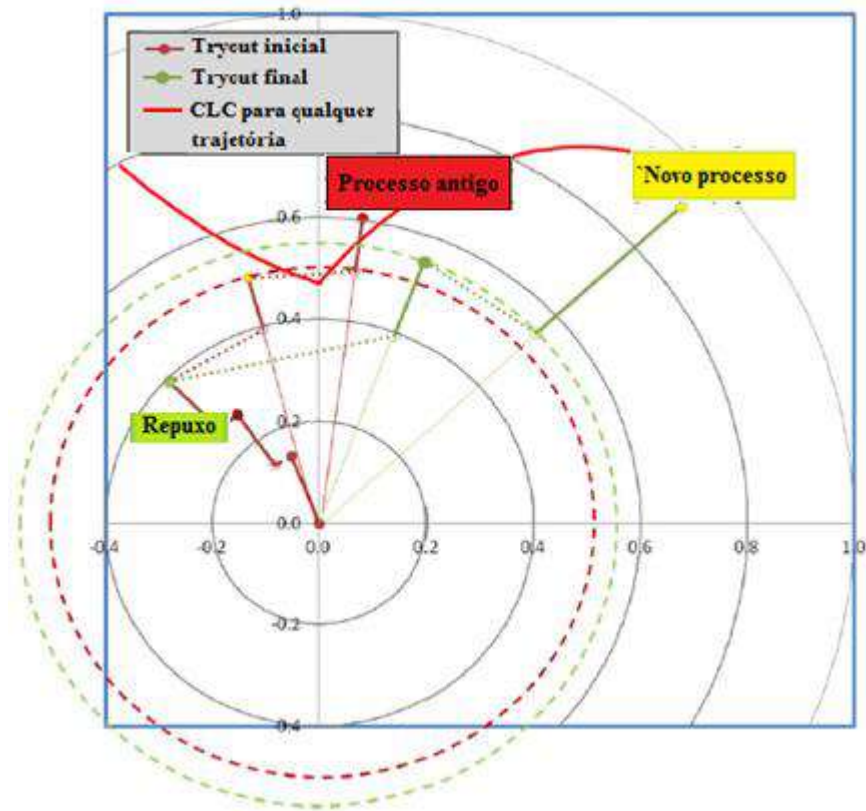 1.0
Trycut inicial
Trycut final
CLC para qualquer
trajetória
Processo antigo
`Novo processo
0.6
0.4
Repuxo
0.2
0.0
-0.4 -0.2 0.0 0.2 0.4 0.6 0.8 1.0
-0.2
0.4